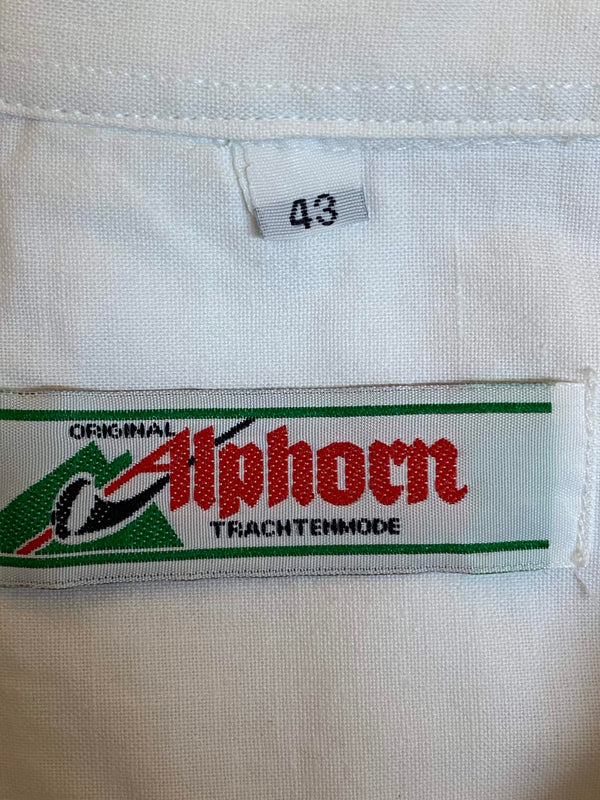 43
ORIGINAL
Alphorn
TRACHTENMODE